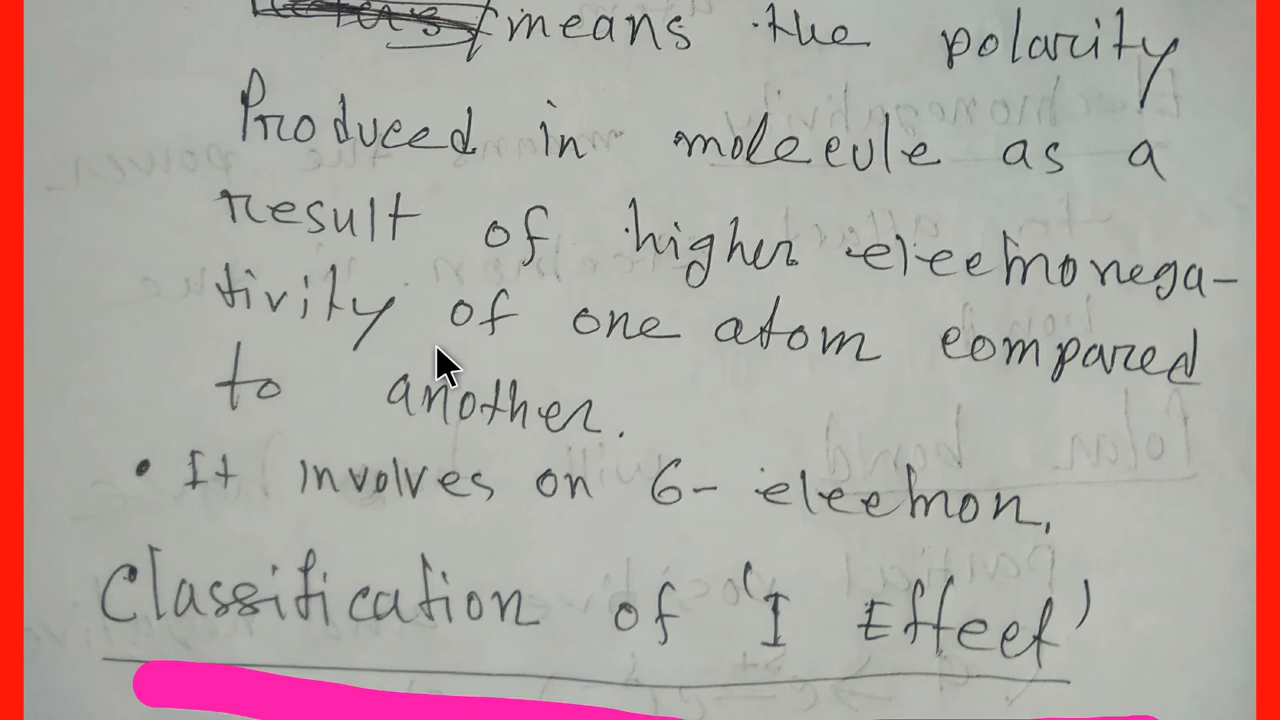 means the polarity
Produced in molecule as a
result of higher electronega-
tivity of one atom compared
to another.
• It involves on 6- electron.
Classification of 'I Effect'